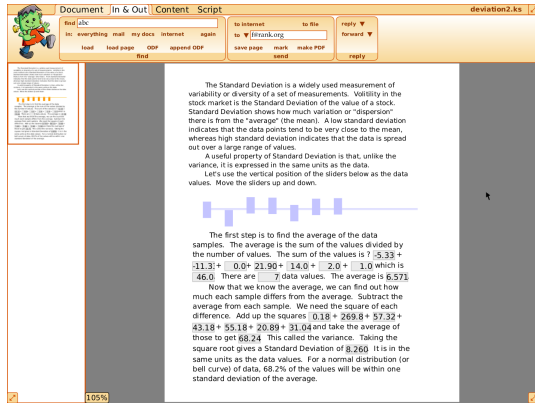 Document In & Out Content Script deviation2.ks
find abc
in: everything mail my docs internet again
load load page ODF append ODF
find
to internet to file
to ▼ f@rank.org
save page mark make PDF
send
reply ▼
forward ▼
reply
The Standard Deviation is a widely used measurement of
variability or diversity of a set of measurements. Volitility in the
stock market is the Standard Deviation of the value of a stock.
Standard Deviation shows how much variation or "dispersion"
there is from the "average" (the mean). A low standard deviation
indicates that the data points tend to be very close to the mean,
whereas high standard deviation indicates that the data is spread
out over a large range of values.
A useful property of Standard Deviation is that, unlike the
variance, it is expressed in the same units as the data.
Let's use the vertical position of the sliders below as the data
values. Move the sliders up and down.
The first step is to find the average of the data
samples. The average is the sum of the values divided by
the number of values. The sum of the values is ? -5.33 +
-11.3 + 0.0 + 21.90 + 14.0 + 2.0 + 1.0 which is
46.0. There are 7 data values. The average is 6.571.
Now that we know the average, we can find out how
much each sample differs from the average. Subtract the
average from each sample. We need the square of each
difference. Add up the squares 0.18 + 269.8 + 57.32 +
43.18 + 55.18 + 20.89 + 31.04 and take the average of
those to get 68.24 This called the variance. Taking the
square root gives a Standard Deviation of 8.260. It is in the
same units as the data values. For a normal distribution (or
bell curve) of data, 68.2% of the values will be within one
standard deviation of the average.
105%